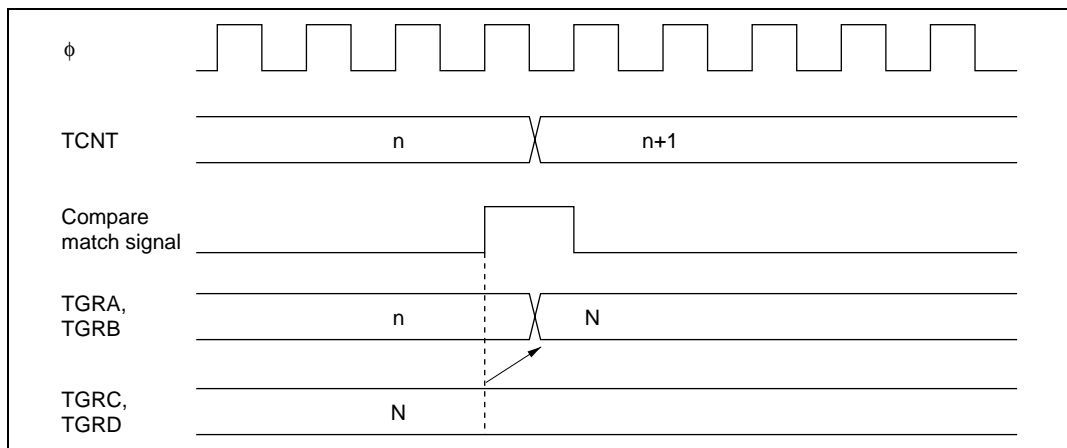 ϕ
TCNT
n
n+1
Compare
match signal
TGRA,
TGRB
n
N
TGRC,
TGRD
N